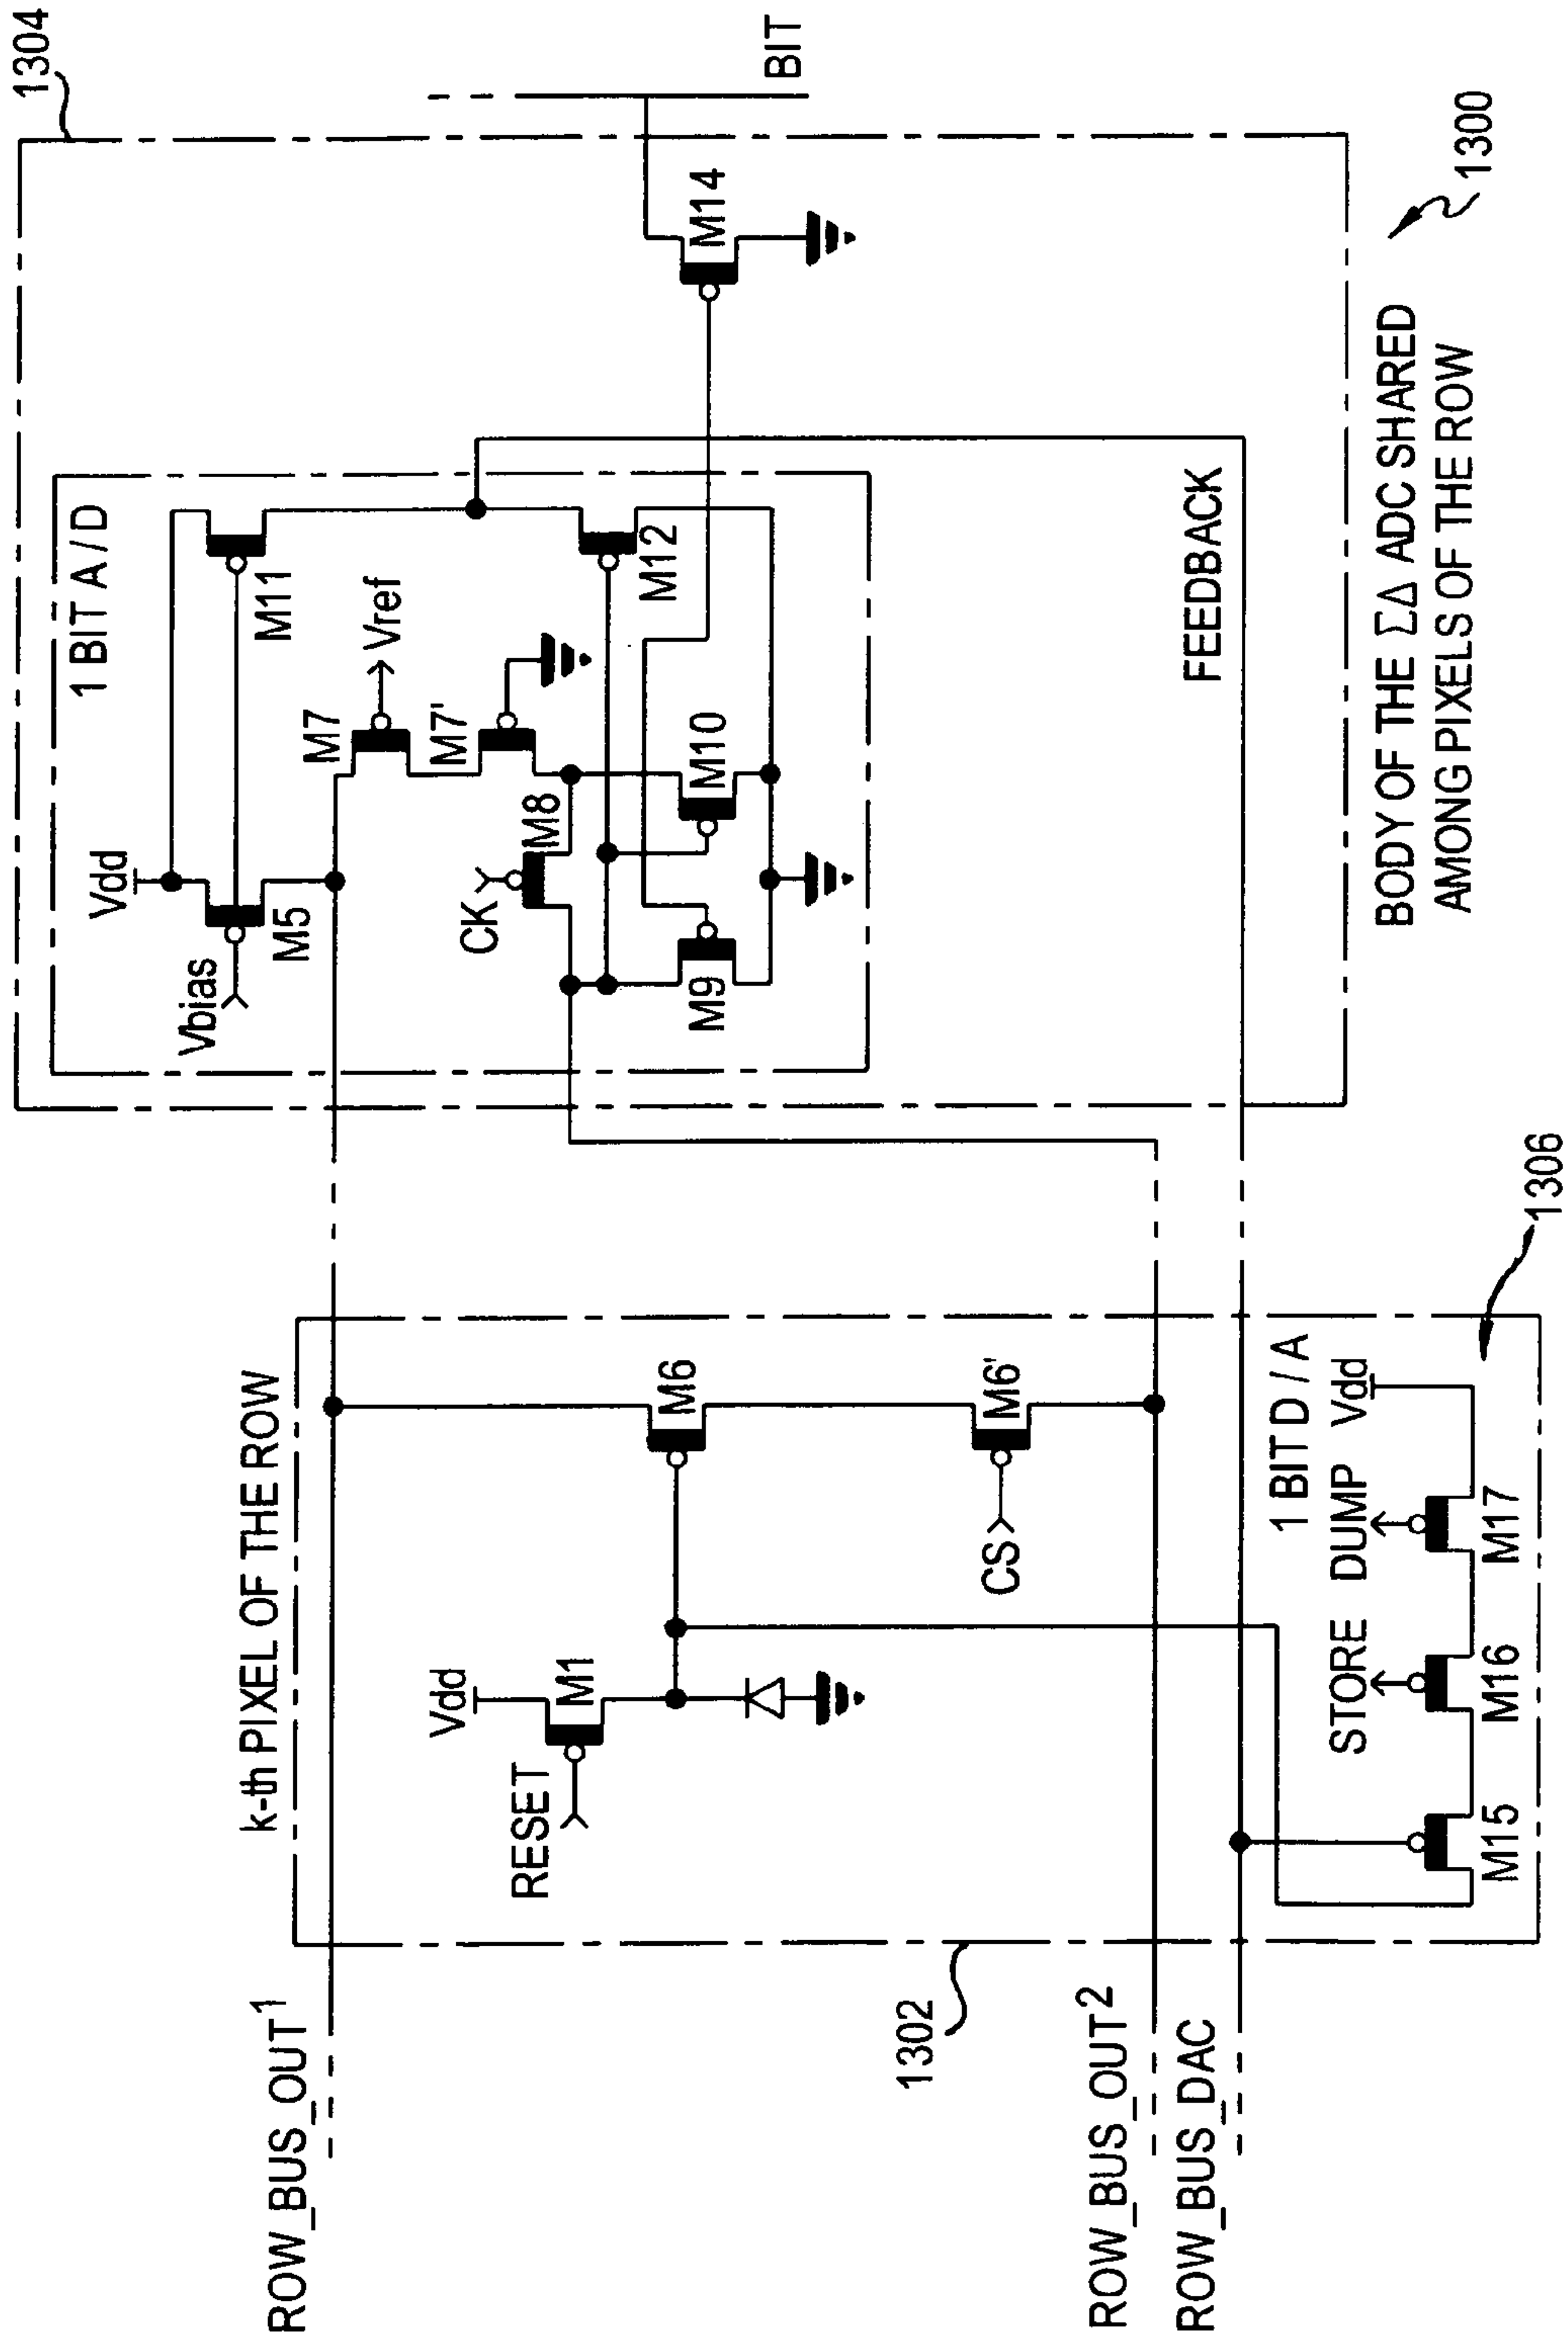 1304
1 BIT A / D
Vdd
Vbias
M5
M11
M7
Vref
M7'
CK
M8
M9
M10
M12
M14
BIT
FEEDBACK
BODY OF THE ΣΔ ADC SHARED
AMONG PIXELS OF THE ROW
1300
k-th PIXEL OF THE ROW
ROW_BUS_OUT1
Vdd
RESET
M1
M6
CS
M6'
1302
ROW_BUS_OUT2
ROW_BUS_DAC
1 BIT D / A
STORE
DUMP
Vdd
M15
M16
M17
1306